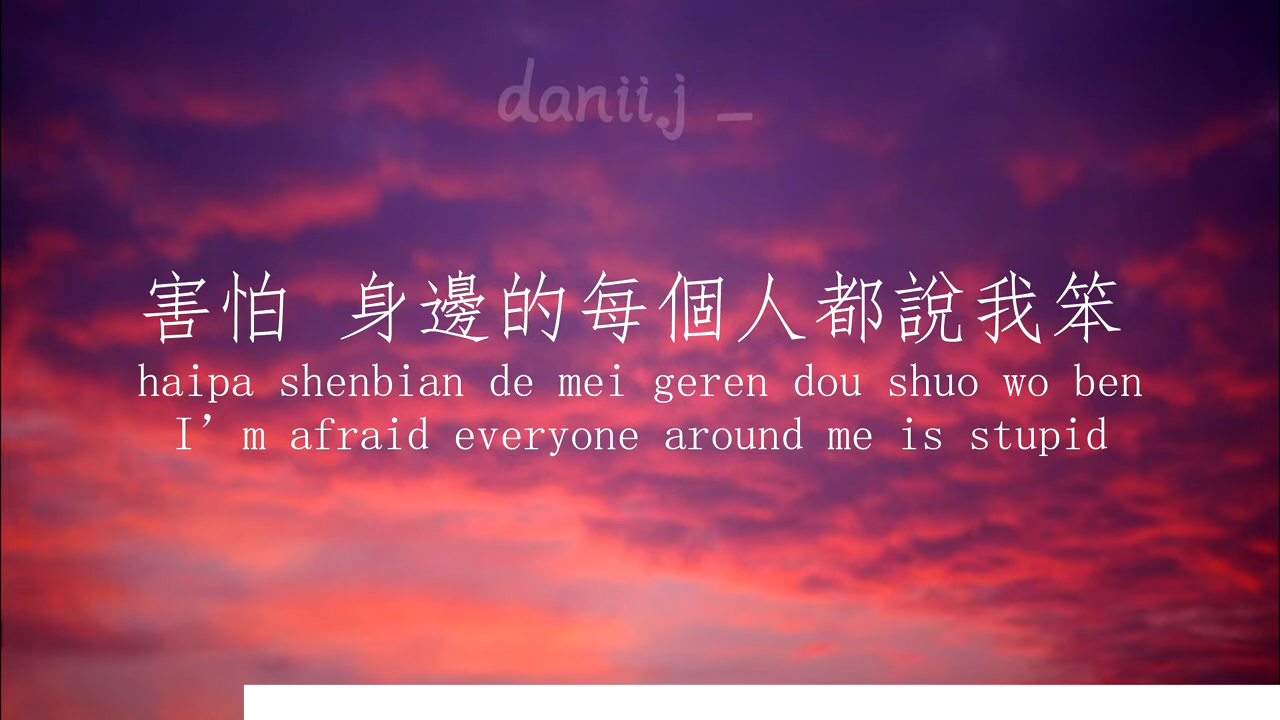 daniij _
害怕 身邊的每個人都說我笨
haipa shenbian de mei geren dou shuo wo ben
I’m afraid everyone around me is stupid